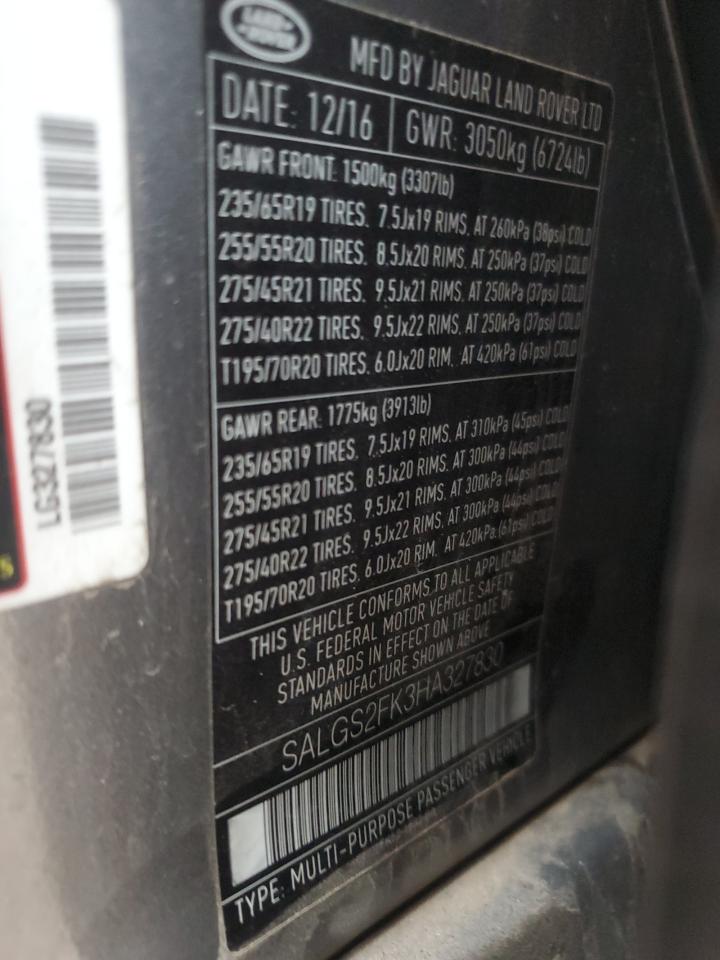 LAND
ROVER
MFD BY JAGUAR LAND ROVER LTD
DATE: 12/16 GWR: 3050kg (6724lb)
GAWR FRONT: 1500kg (3307lb)
235/65R19 TIRES, 7.5Jx19 RIMS, AT 260kPa (38psi) COLD
255/55R20 TIRES, 8.5Jx20 RIMS, AT 250kPa (37psi) COLD
275/45R21 TIRES, 9.5Jx21 RIMS, AT 250kPa (37psi) COLD
275/40R22 TIRES, 9.5Jx22 RIMS, AT 250kPa (37psi) COLD
T195/70R20 TIRES, 6.0Jx20 RIM, AT 420kPa (61psi) COLD
GAWR REAR: 1775kg (3913lb)
235/65R19 TIRES, 7.5Jx19 RIMS, AT 310kPa (45psi) COLD
255/55R20 TIRES, 8.5Jx20 RIMS, AT 300kPa (44psi) COLD
275/45R21 TIRES, 9.5Jx21 RIMS, AT 300kPa (44psi) COLD
275/40R22 TIRES, 9.5Jx22 RIMS, AT 300kPa (44psi) COLD
T195/70R20 TIRES, 6.0Jx20 RIM, AT 420kPa (61psi) COLD
THIS VEHICLE CONFORMS TO ALL APPLICABLE
U.S. FEDERAL MOTOR VEHICLE SAFETY
STANDARDS IN EFFECT ON THE DATE OF
MANUFACTURE SHOWN ABOVE
SALGS2FK3HA327830
TYPE: MULTI-PURPOSE PASSENGER VEHICLE
LG327830
5